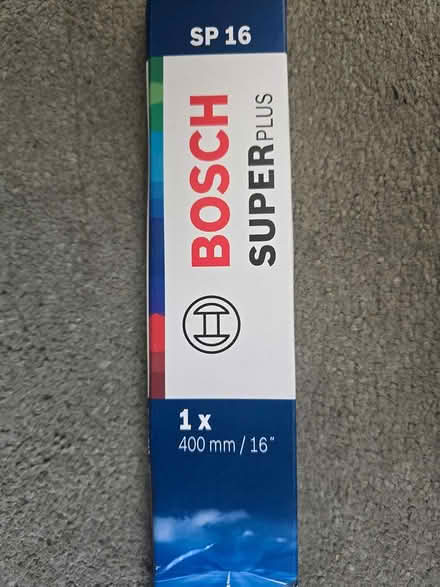 SP 16
BOSCH
SUPERPLUS
1 x
400 mm / 16"